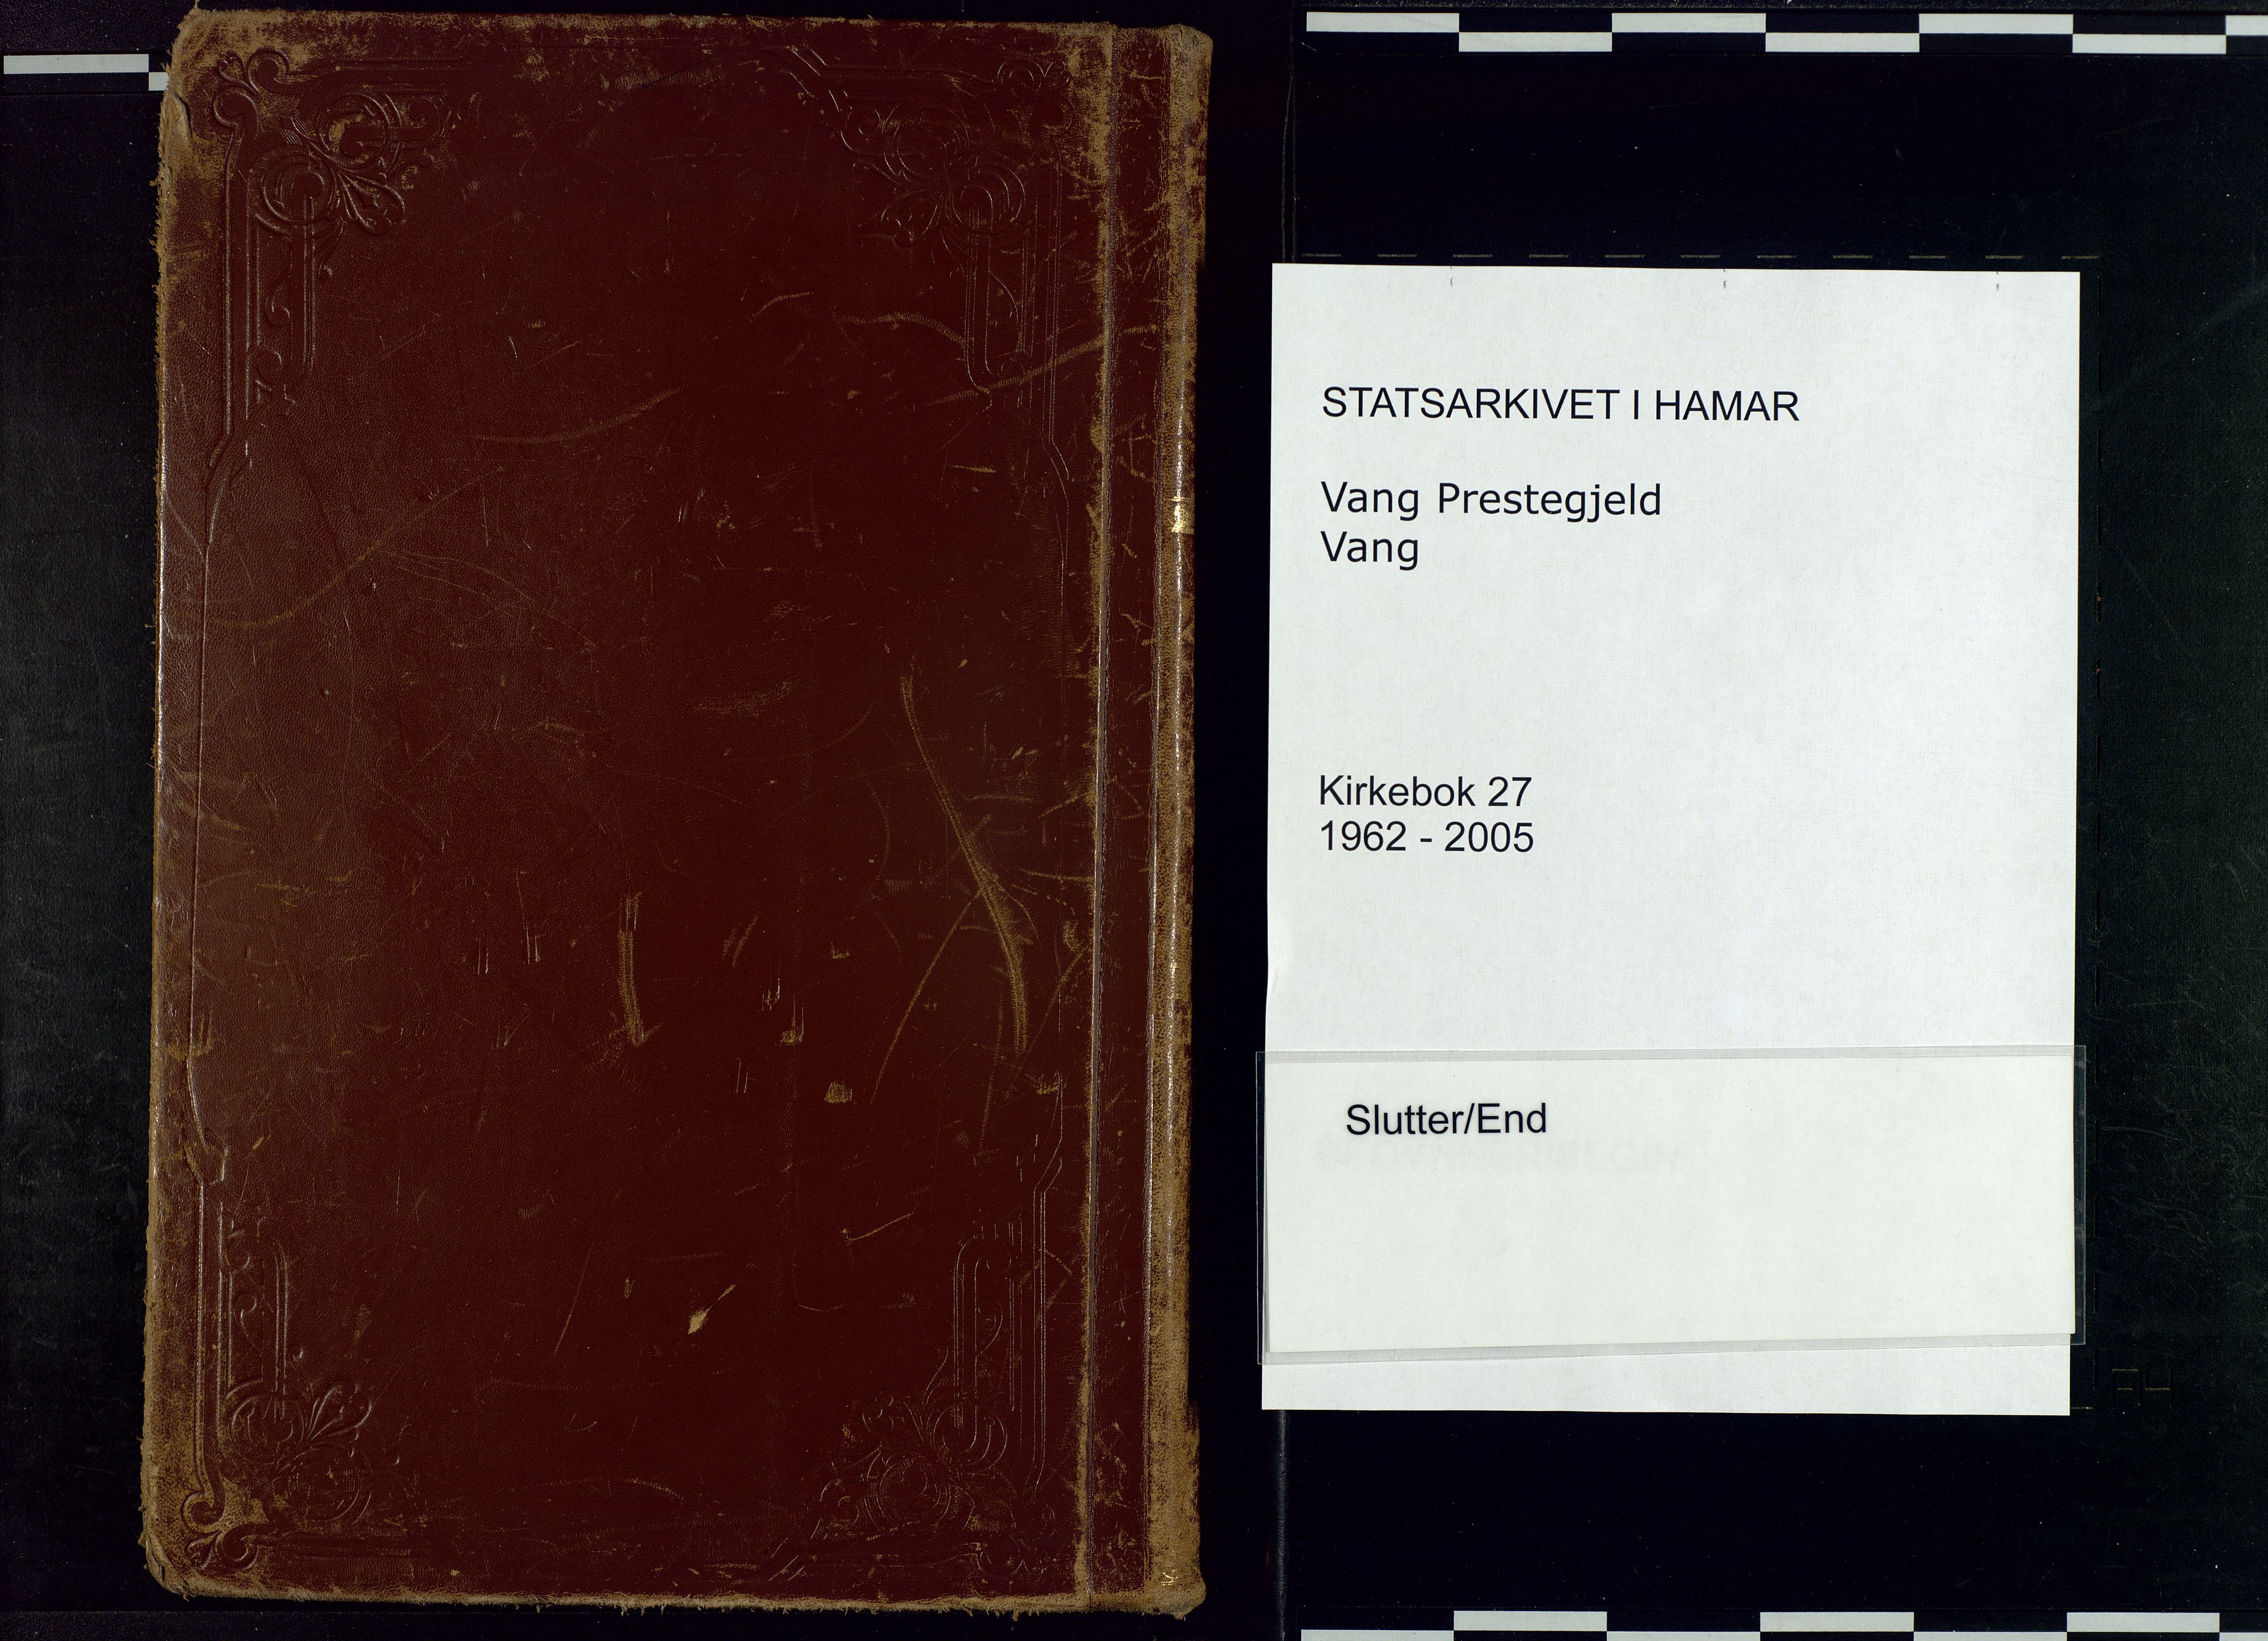 STATSARKIVET I HAMAR
Vang Prestegjeld
Vang
Kirkebok 27
1962 - 2005
Slutter/End